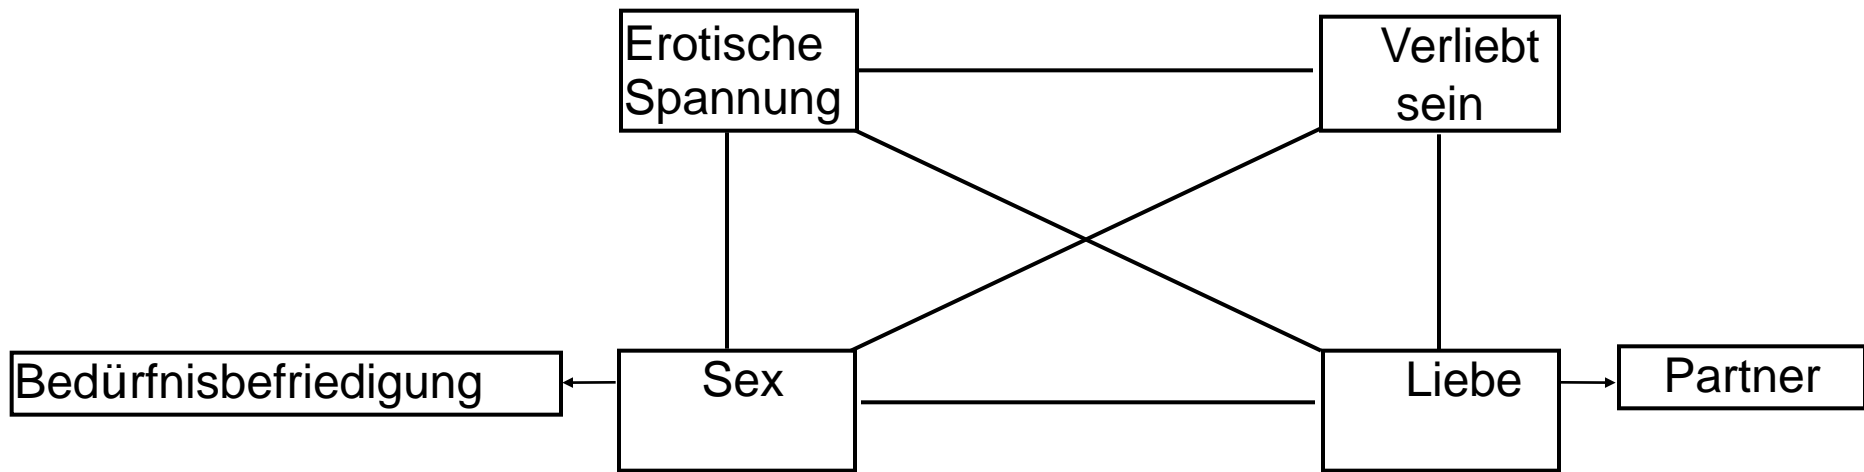 Erotische
Spannung
Verliebt
sein
Bedürfnisbefriedigung
Sex
Liebe
Partner